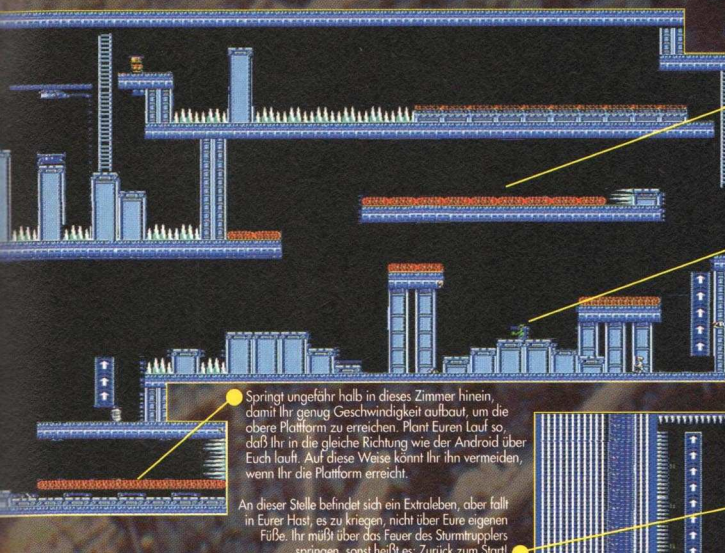 Springt ungefähr halb in dieses Zimmer hinein,
damit Ihr genug Geschwindigkeit aufbaut, um die
obere Plattform zu erreichen. Plant Euren Lauf so,
daß Ihr in die gleiche Richtung wie der Android über
Euch lauft. Auf diese Weise könnt Ihr ihn vermeiden,
wenn Ihr die Plattform erreicht.
An dieser Stelle befindet sich ein Extraleben, aber fallt
in Eurer Hast, es zu kriegen, nicht über Eure eigenen
Füße. Ihr müßt über das Feuer des Sturmtrupplers
springen, sonst heißt es: Zurück zum Start!